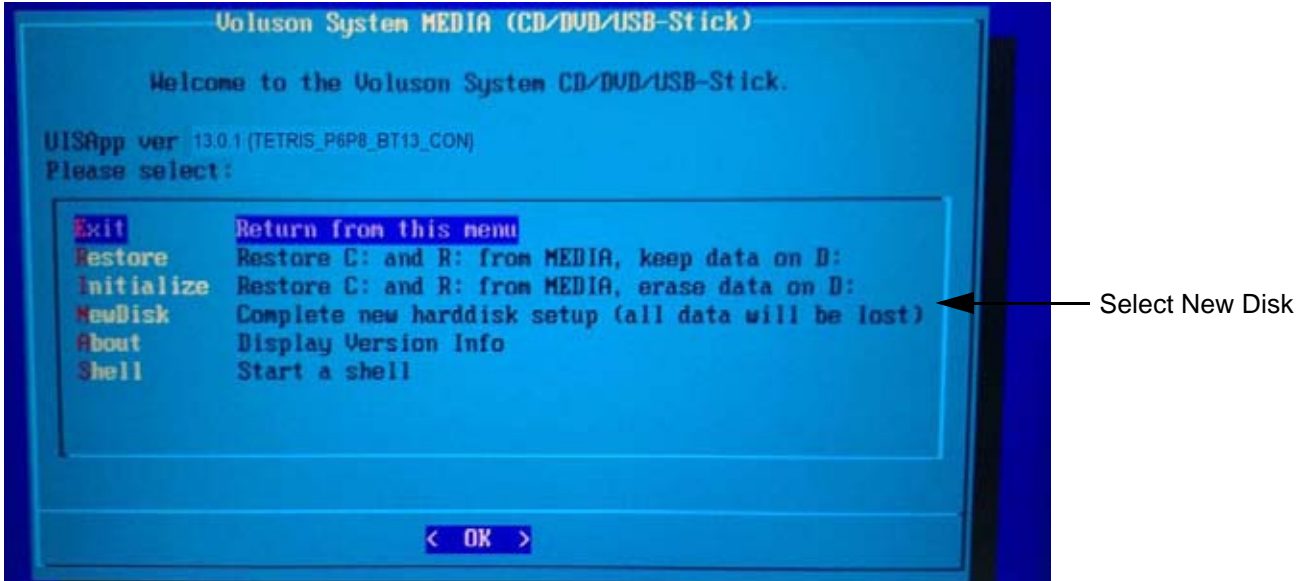 Voluson System MEDIA (CD/DVD/USB-Stick)
Welcome to the Voluson System CD/DVD/USB-Stick.
UISApp ver 13.0.1 (TETRIS_P6P8_BT13_CON)
Please select:
Exit Return from this menu
Restore Restore C: and R: from MEDIA, keep data on D:
Initialize Restore C: and R: from MEDIA, erase data on D:
NewDisk Complete new harddisk setup (all data will be lost)
Select New Disk
About Display Version Info
Shell Start a shell
< OK >